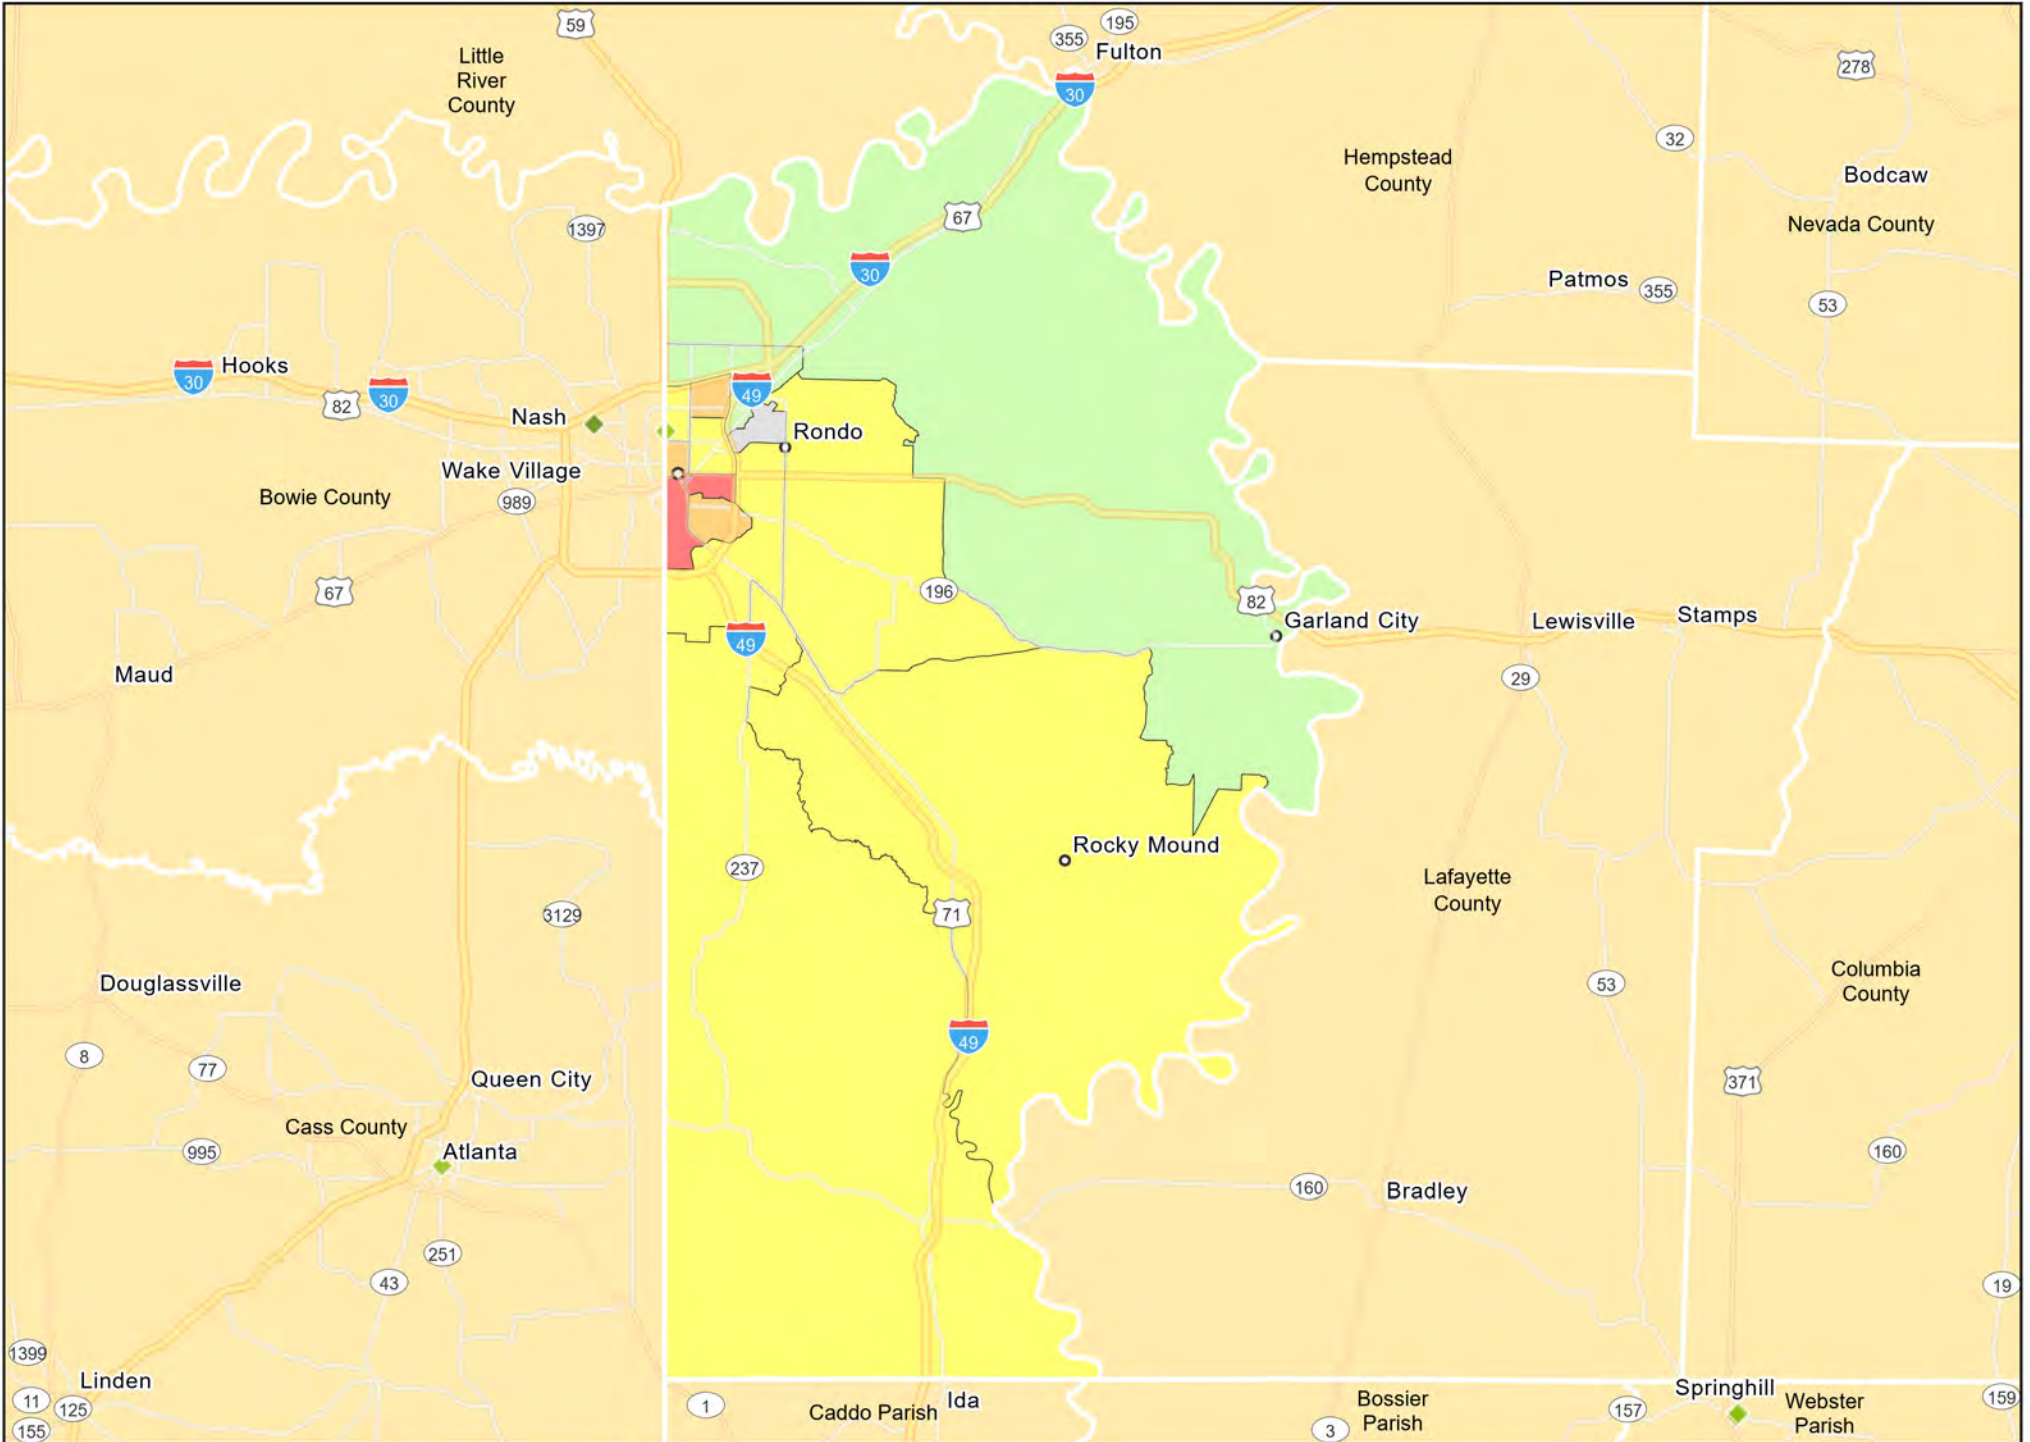 59
195
355
Fulton
Little
River
County
278
30
32
Hempstead
County
Bodcaw
67
1397
Nevada County
30
Patmos
355
53
Hooks
30
30
82
49
Nash
Rondo
Wake Village
Bowie County
989
67
196
82
Garland City
Lewisville
Stamps
49
Maud
29
Rocky Mound
237
Lafayette
County
71
3129
Douglassville
53
Columbia
County
49
8
77
Queen City
371
Cass County
995
Atlanta
160
160
Bradley
251
43
19
1399
Linden
11
125
155
1
Caddo Parish
Ida
Bossier
Parish
3
157
Springhill
Webster
Parish
159